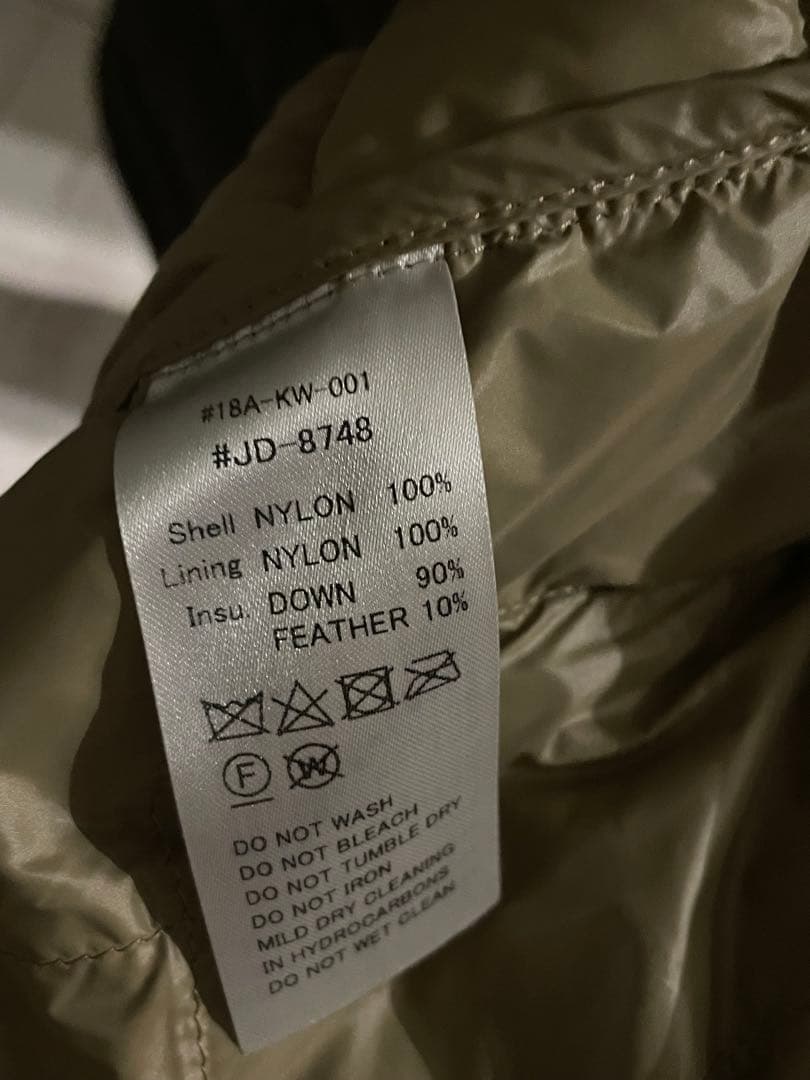 #18A-KW-001
#JD-8748
Shell NYLON 100%
Lining NYLON 100%
Insu. DOWN 90%
FEATHER 10%
F W
DO NOT WASH
DO NOT BLEACH
DO NOT TUMBLE DRY
DO NOT IRON
MILD DRY CLEANING
IN HYDROCARBONS
DO NOT WET CLEAN